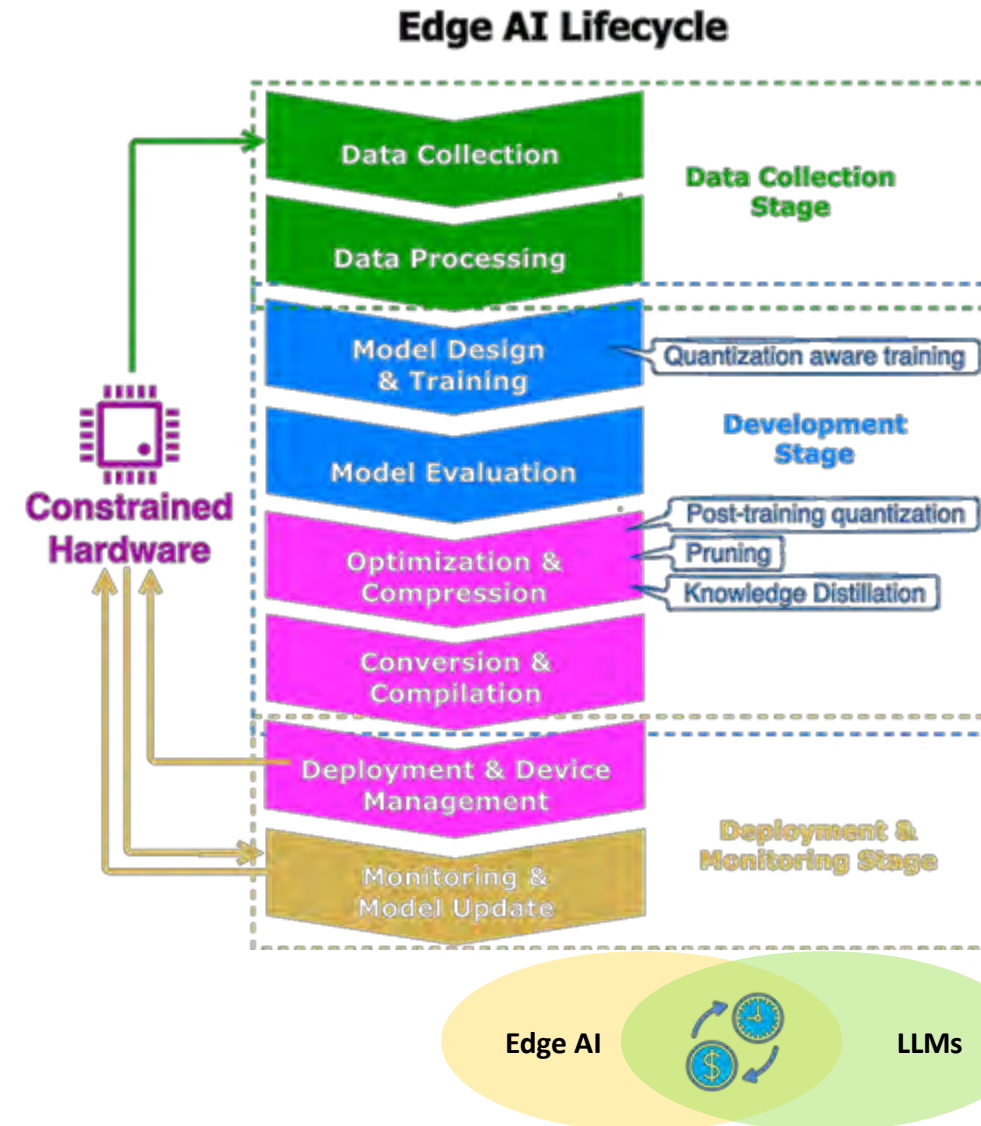 Edge AI Lifecycle
Data Collection
Data Collection
Stage
Data Processing
Model Design
& Training
Quantization aware training
Development
Stage
Model Evaluation
Constrained
Hardware
Post-training quantization
Optimization &
Compression
Pruning
Knowledge Distillation
Conversion &
Compilation
Deployment & Device
Management
Deployment &
Monitoring Stage
Monitoring &
Model Update
Edge AI
$
LLMs